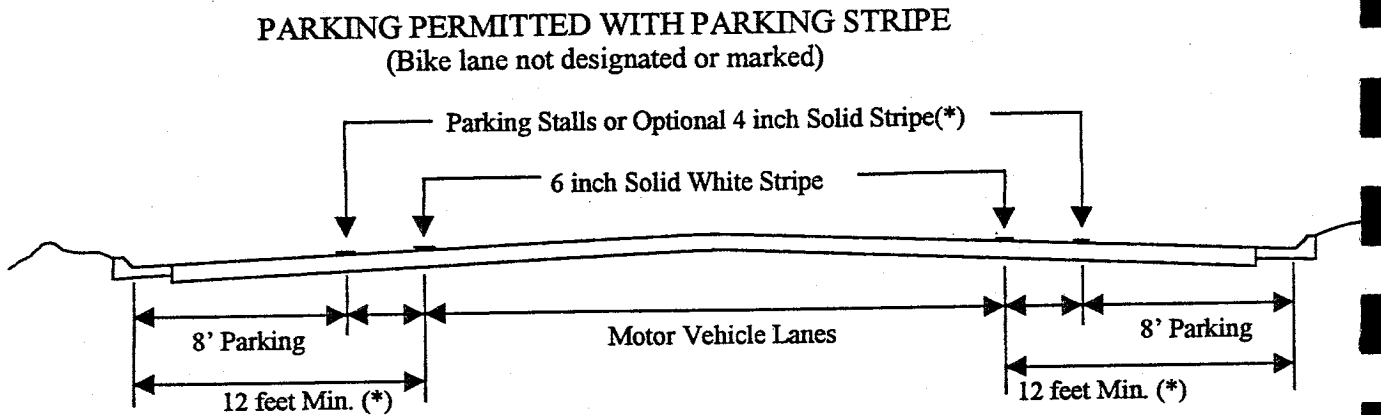 PARKING PERMITTED WITH PARKING STRIPE
(Bike lane not designated or marked)
Parking Stalls or Optional 4 inch Solid Stripe(*)
6 inch Solid White Stripe
8’ Parking
Motor Vehicle Lanes
8’ Parking
12 feet Min. (*)
12 feet Min. (*)